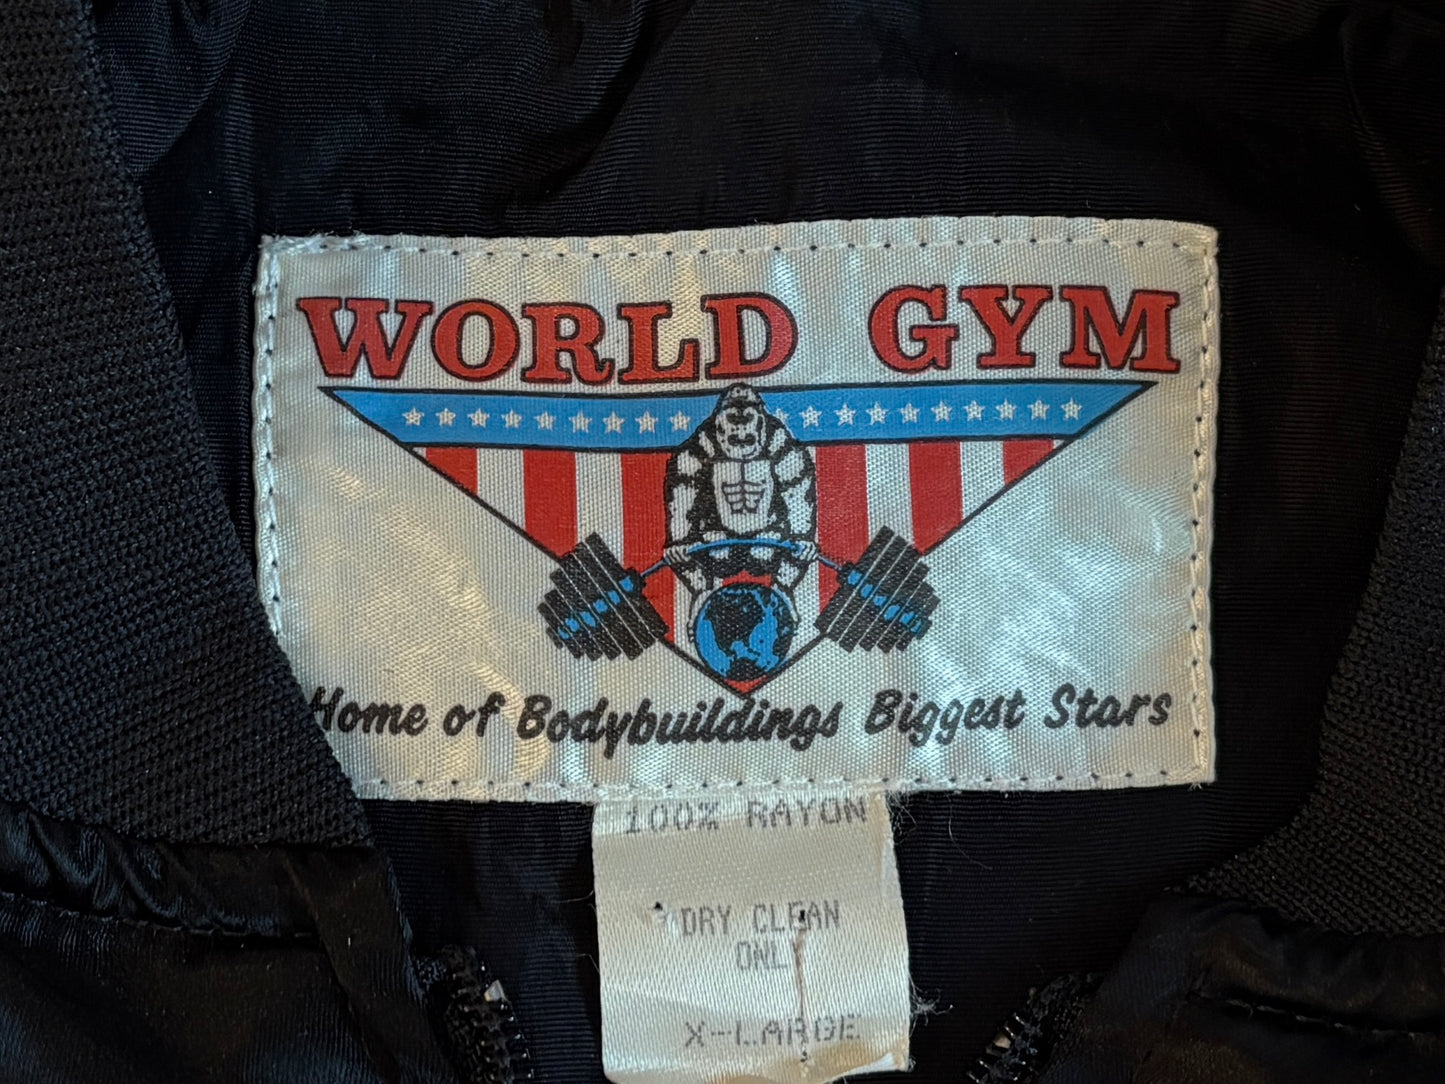 WORLD GYM
Home of Bodybuildings Biggest Stars
100% RAYON
DRY CLEAN
ONLY
X-LARGE